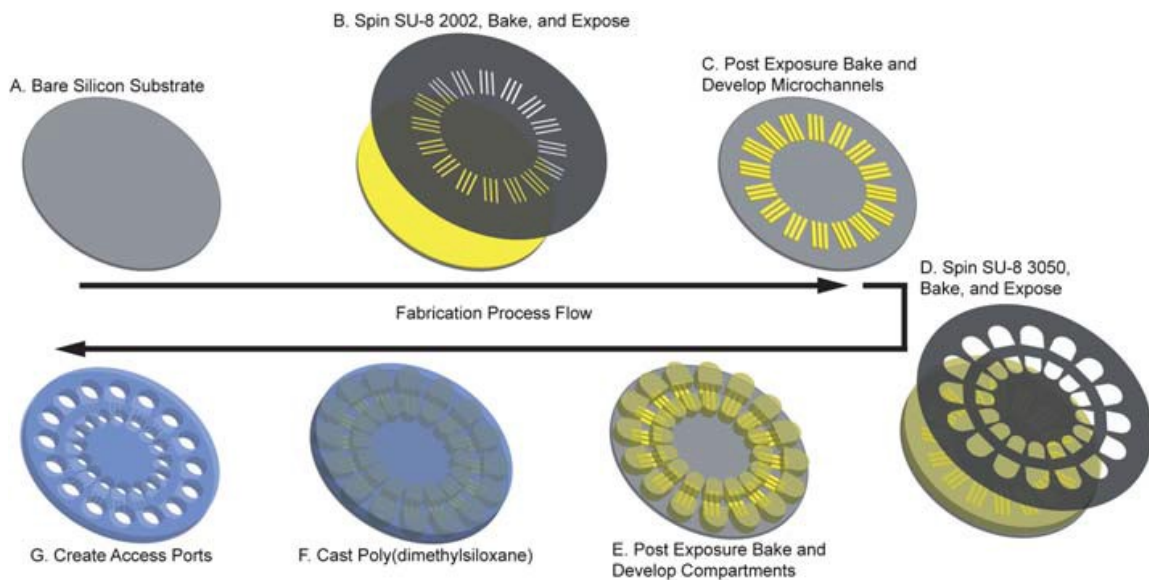 A. Bare Silicon Substrate
B. Spin SU-8 2002, Bake, and Expose
C. Post Exposure Bake and
Develop Microchannels
D. Spin SU-8 3050,
Bake, and Expose
Fabrication Process Flow
G. Create Access Ports
F. Cast Poly(dimethylsiloxane)
E. Post Exposure Bake and
Develop Compartments